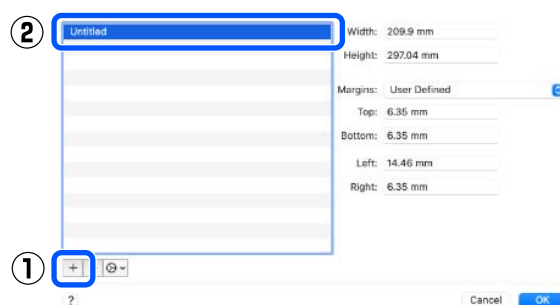 ② Untitled
Width: 209.9 mm
Height: 297.04 mm
Margins: User Defined
Top: 6.35 mm
Bottom: 6.35 mm
Left: 14.46 mm
Right: 6.35 mm
① +
? Cancel OK